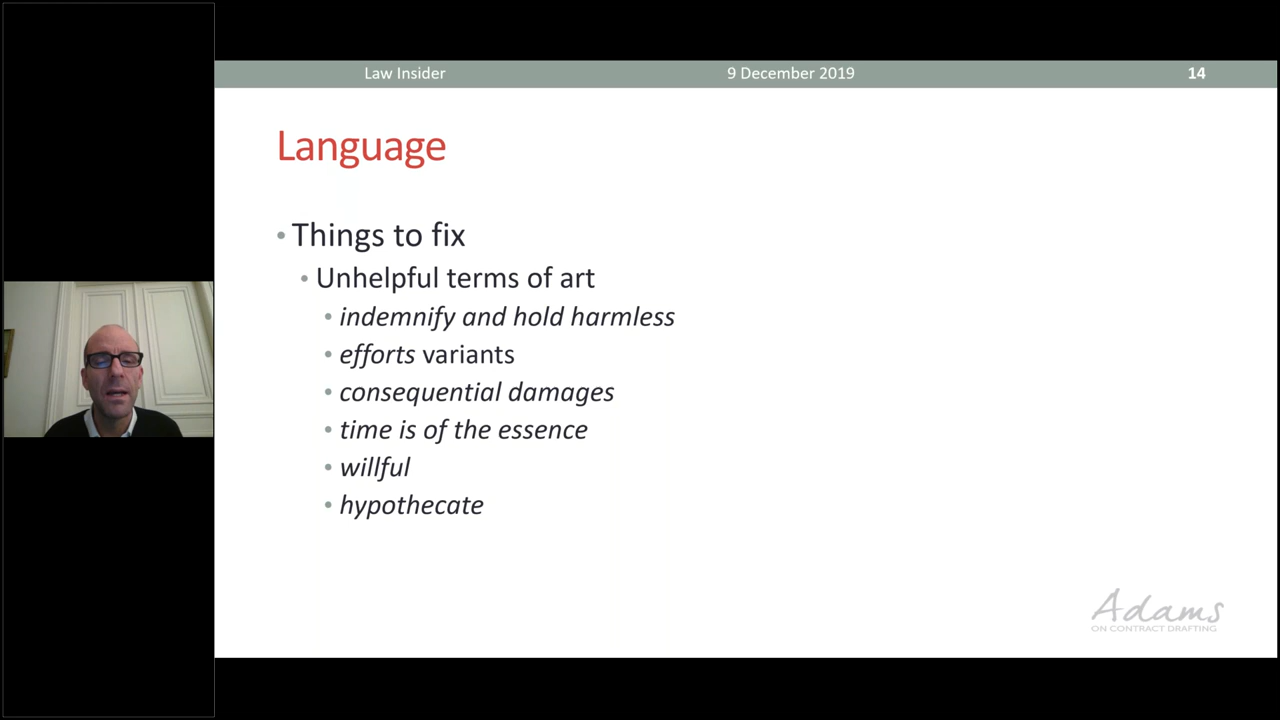 Law Insider
9 December 2019
14
Language
• Things to fix
• Unhelpful terms of art
• indemnify and hold harmless
• efforts variants
• consequential damages
• time is of the essence
• willful
• hypothecate
Adams
ON CONTRACT DRAFTING